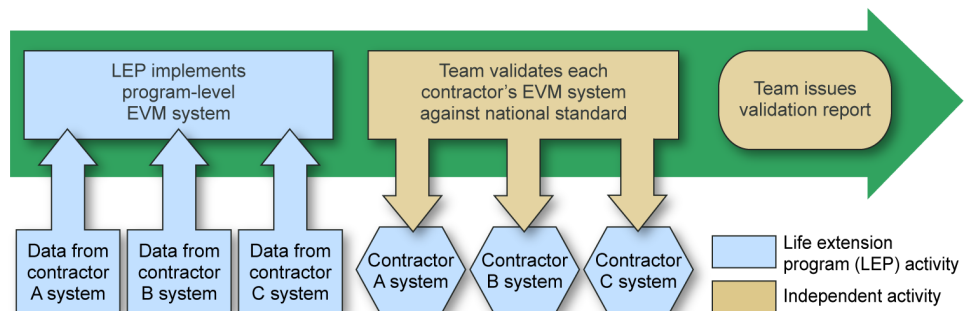 LEP implements
program-level
EVM system
Team validates each
contractor's EVM system
against national standard
Team issues
validation report
Data from
contractor
A system
Data from
contractor
B system
Data from
contractor
C system
Contractor
A system
Contractor
B system
Contractor
C system
Life extension
program (LEP) activity
Independent activity